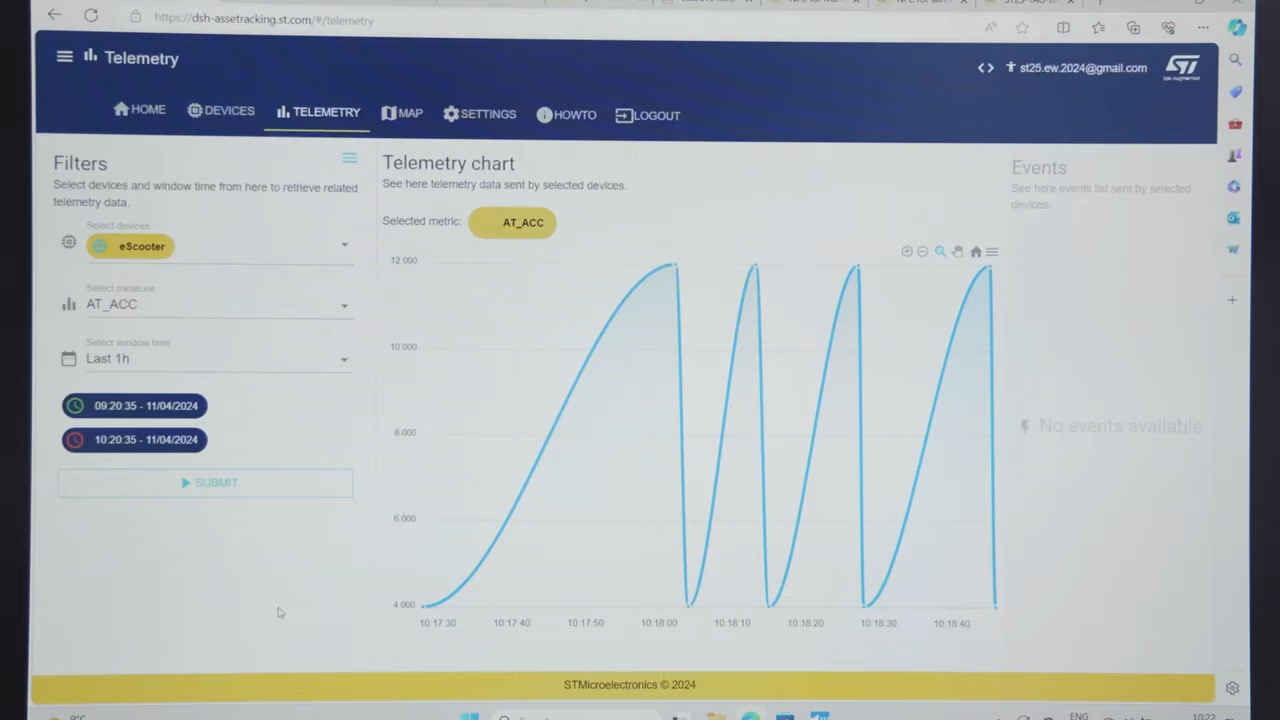 https://dsh-assetracking.st.com/#/telemetry
Telemetry
st25.ew.2024@gmail.com
ST
HOME
DEVICES
TELEMETRY
MAP
SETTINGS
HOWTO
LOGOUT
Filters
Select devices and window time from here to retrieve related
telemetry data.
Select devices
eScooter
Select measure
AT_ACC
Select window time
Last 1h
09:20:35 - 11/04/2024
10:20:35 - 11/04/2024
SUBMIT
Telemetry chart
See here telemetry data sent by selected devices.
Selected metric:
AT_ACC
12 000
10 000
8 000
6 000
4 000
10:17:30
10:17:40
10:17:50
10:18:00
10:18:10
10:18:20
10:18:30
10:18:40
Events
See here events list sent by selected
devices.
No events available
STMicroelectronics © 2024
9°C
ENG
10:22